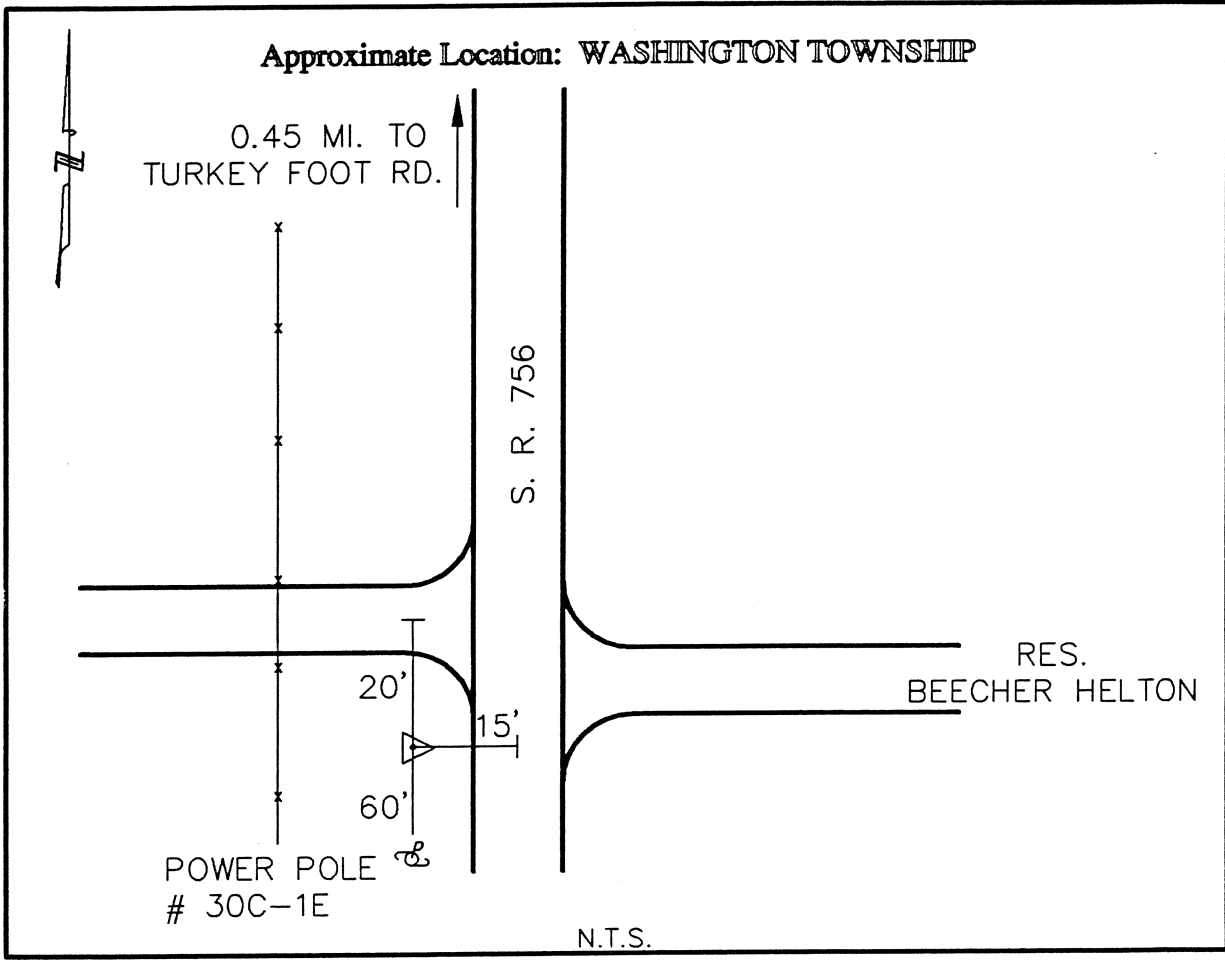 Approximate Location: WASHINGTON TOWNSHIP
N
0.45 MI. TO
TURKEY FOOT RD.
S. R. 756
20'
15'
60'
RES.
BEECHER HELTON
POWER POLE
# 30C-1E
N.T.S.